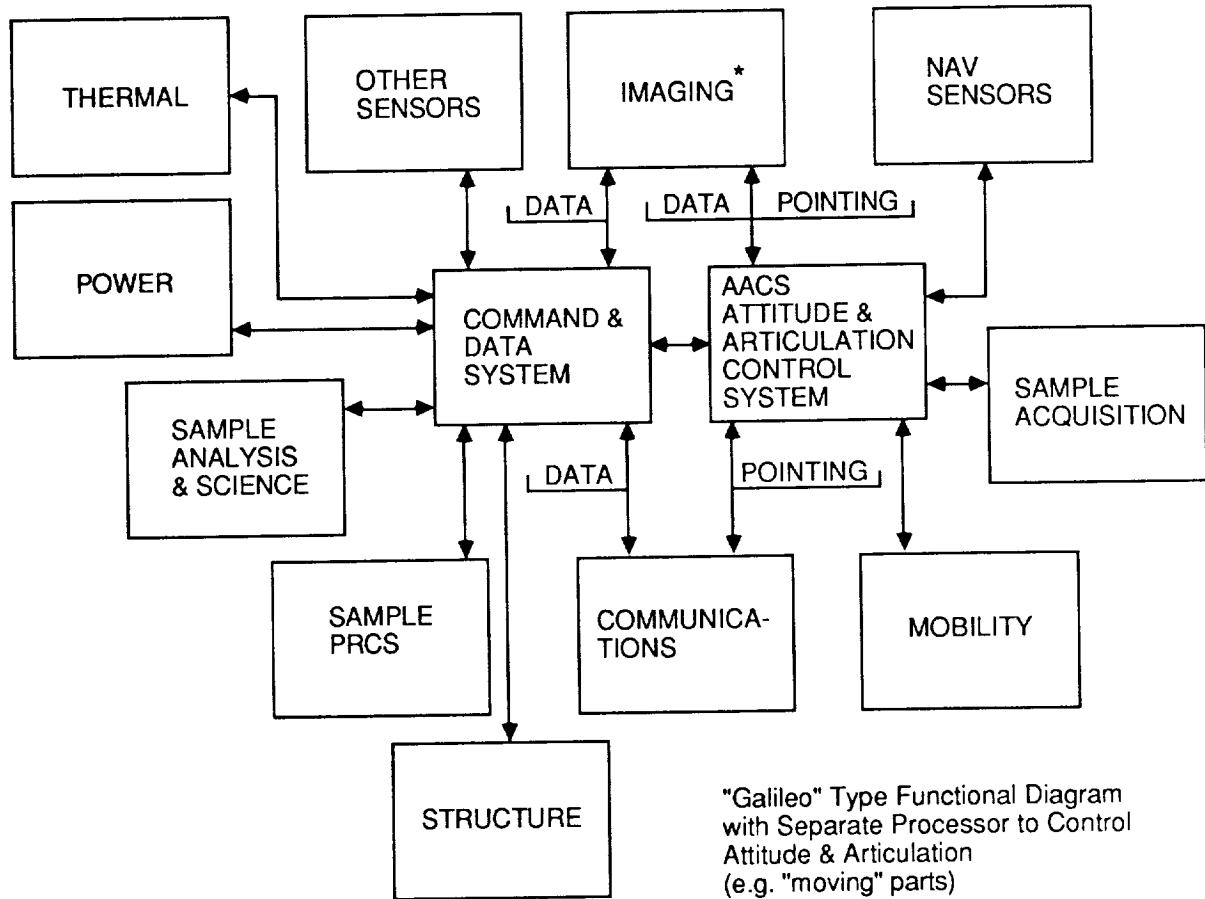 THERMAL
OTHER
SENSORS
IMAGING*
NAV
SENSORS
DATA
DATA
POINTING
POWER
COMMAND &
DATA
SYSTEM
AACS
ATTITUDE &
ARTICULATION
CONTROL
SYSTEM
SAMPLE
ACQUISITION
SAMPLE
ANALYSIS
& SCIENCE
DATA
POINTING
SAMPLE
PRCS
COMMUNICA-
TIONS
MOBILITY
STRUCTURE
"Galileo" Type Functional Diagram
with Separate Processor to Control
Attitude & Articulation
(e.g. "moving" parts)